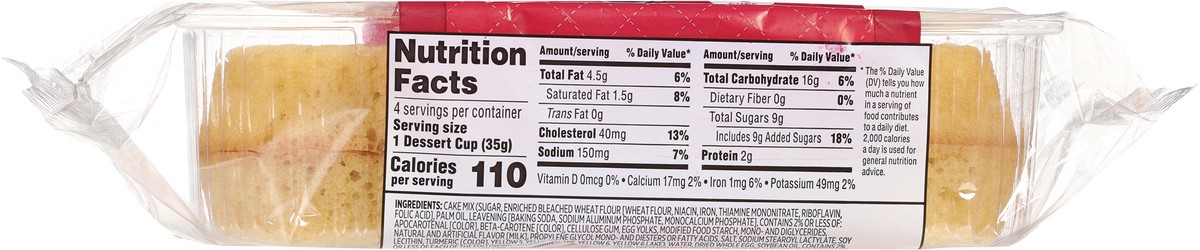 Nutrition
Facts
4 servings per container
Serving size
1 Dessert Cup (35g)
Calories
per serving 110
Amount/serving % Daily Value*
Total Fat 4.5g 6%
Saturated Fat 1.5g 8%
Trans Fat 0g
Cholesterol 40mg 13%
Sodium 150mg 7%
Amount/serving % Daily Value*
Total Carbohydrate 16g 6%
Dietary Fiber 0g 0%
Total Sugars 9g
Includes 9g Added Sugars 18%
Protein 2g
Vitamin D 0mcg 0% • Calcium 17mg 2% • Iron 1mg 6% • Potassium 49mg 2%
* The % Daily Value
(DV) tells you how
much a nutrient
in a serving of
food contributes
to a daily diet.
2,000 calories
a day is used for
general nutrition
advice.
INGREDIENTS: CAKE MIX (SUGAR, ENRICHED BLEACHED WHEAT FLOUR [WHEAT FLOUR, NIACIN, IRON, THIAMINE MONONITRATE, RIBOFLAVIN,
FOLIC ACID], PALM OIL, LEAVENING [BAKING SODA, SODIUM ALUMINUM PHOSPHATE, MONOCALCIUM PHOSPHATE], CONTAINS 2% OR LESS OF:
APOCAROTENAL [COLOR], BETA-CAROTENE [COLOR], CELLULOSE GUM, EGG YOLKS, MODIFIED FOOD STARCH, MONO- AND DIGLYCERIDES,
NATURAL AND ARTIFICIAL FLAVOR [MILK], PROPYLENE GLYCOL MONO- AND DIESTERS OF FATTY ACIDS, SALT, SODIUM STEAROYL LACTYLATE, SOY
LECITHIN, TURMERIC [COLOR], YELLOW 5,